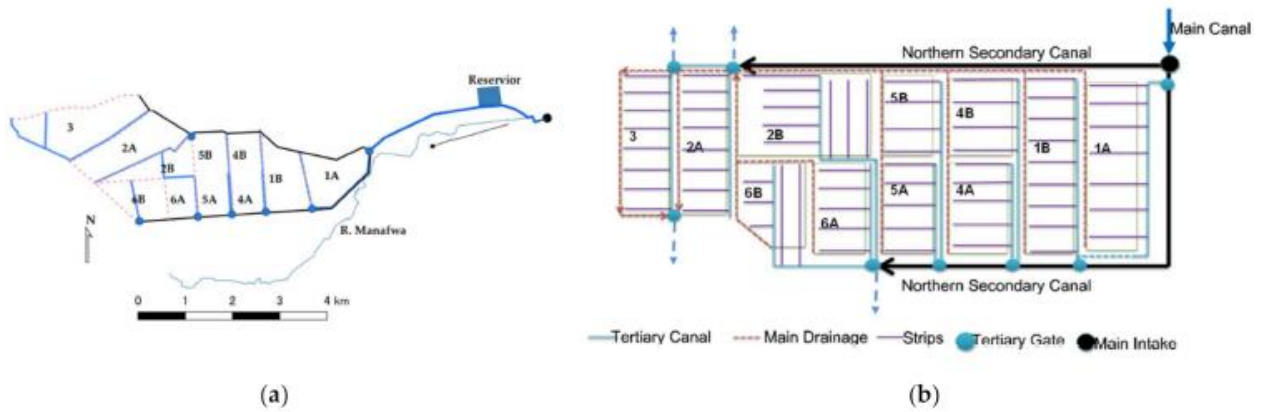 Reservior
3
2A
2B
5B
4B
1B
1A
6B
6A
5A
4A
N
R. Manafwa
0 1 2 3 4 km
(a)
Main Canal
Northern Secondary Canal
3
2A
2B
5B
4B
1B
1A
6B
6A
5A
4A
Northern Secondary Canal
Tertiary Canal Main Drainage Strips Tertiary Gate Main Intake
(b)